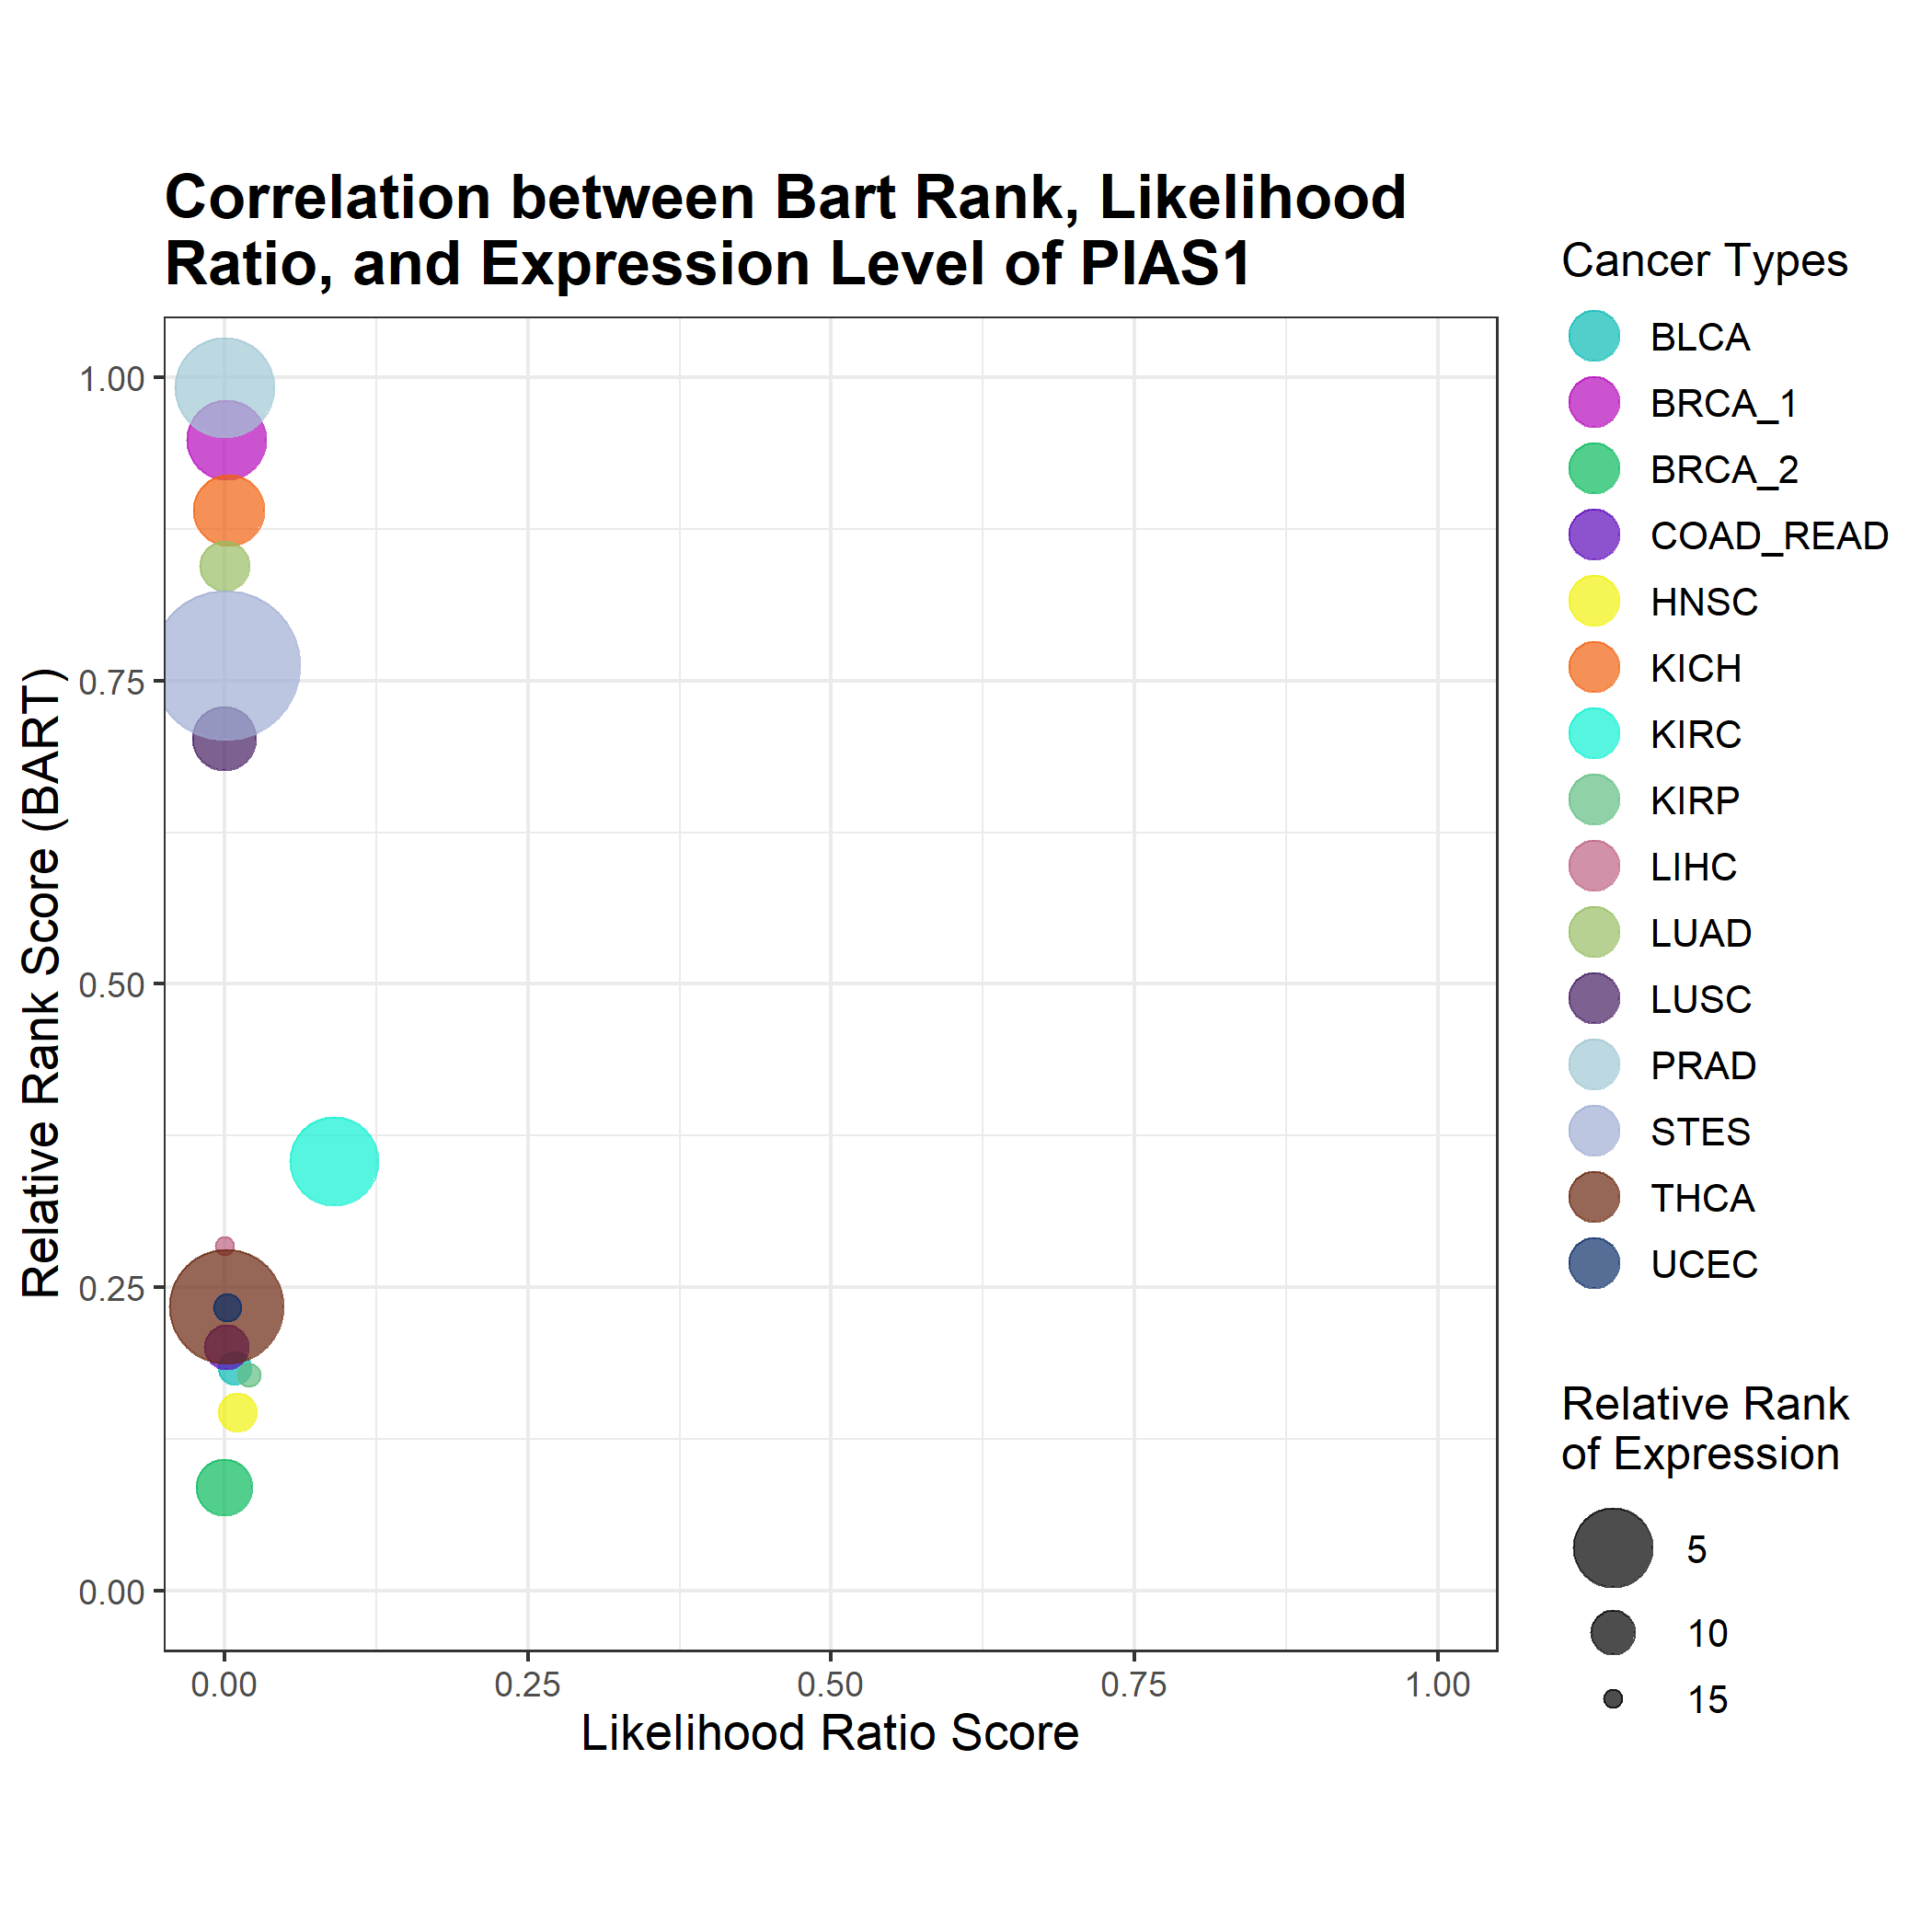 Correlation between Bart Rank, Likelihood
Ratio, and Expression Level of PIAS1
Relative Rank Score (BART)
1.00
0.75
0.50
0.25
0.00
0.00
0.25
0.50
0.75
1.00
Likelihood Ratio Score
Cancer Types
BLCA
BRCA_1
BRCA_2
COAD_READ
HNSC
KICH
KIRC
KIRP
LIHC
LUAD
LUSC
PRAD
STES
THCA
UCEC
Relative Rank
of Expression
5
10
15